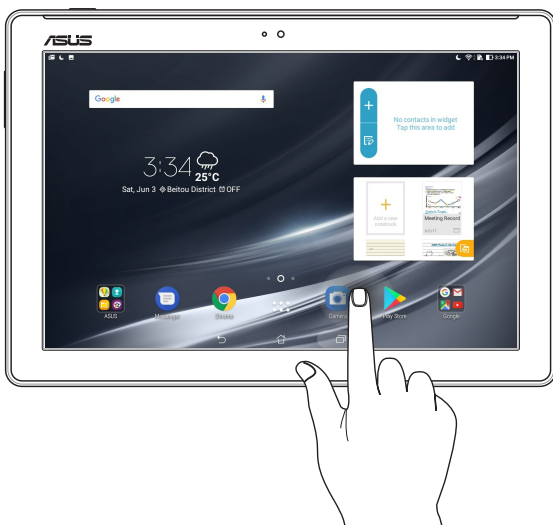 ASUS
3:34 PM
Google
No contacts in widget
Tap this area to add
3:34
25°C
Sat, Jun 3 Beitou District OFF
Add a new
notebook
Meeting Record
ASUS
Messenger
Chrome
Camera
Play Store
Google